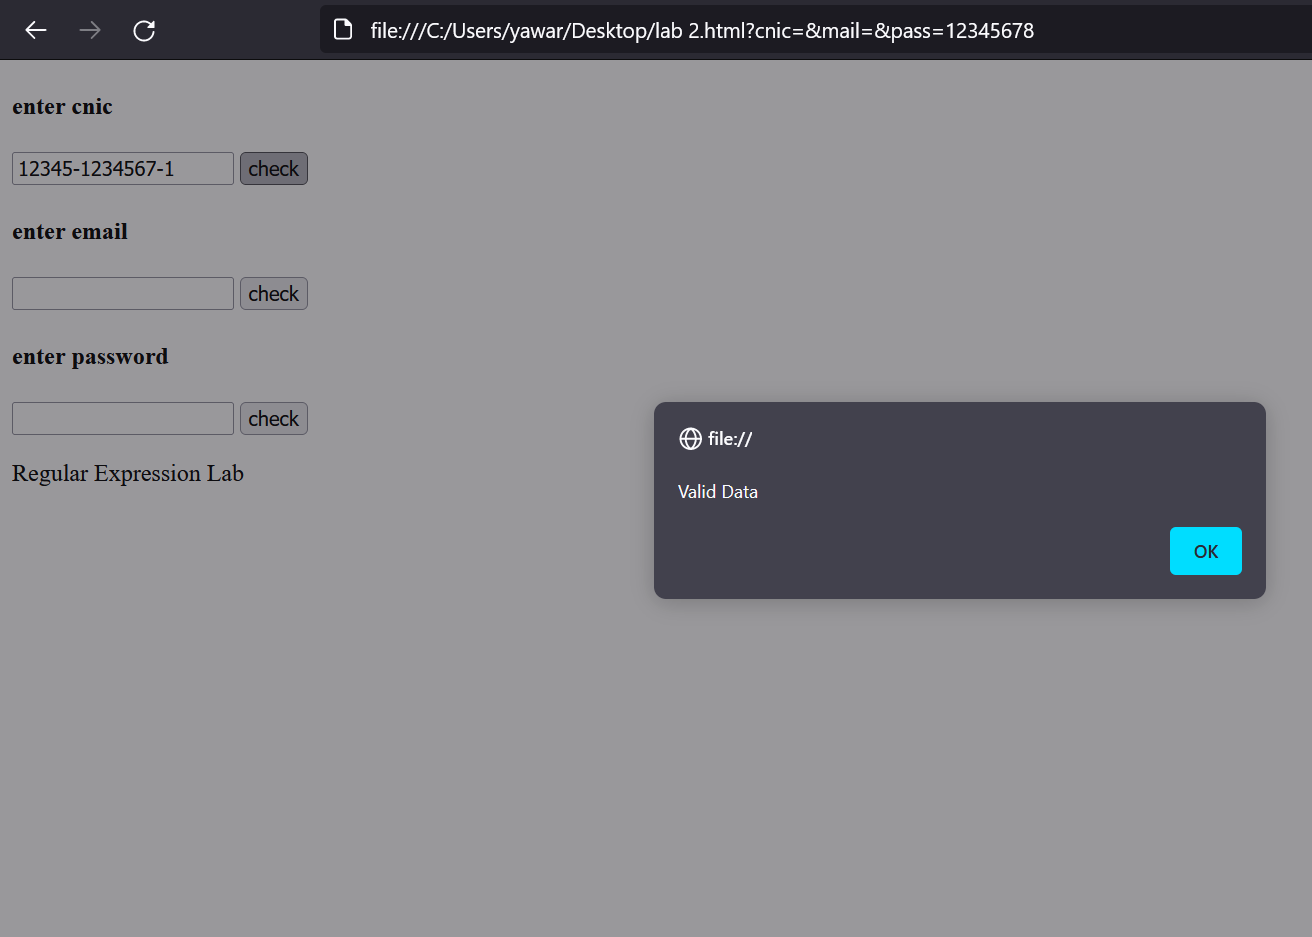 file:///C:/Users/yawar/Desktop/lab 2.html?cnic=&mail=&pass=12345678
enter cnic
12345-1234567-1 check
enter email
check
enter password
check
Regular Expression Lab
file://
Valid Data
OK